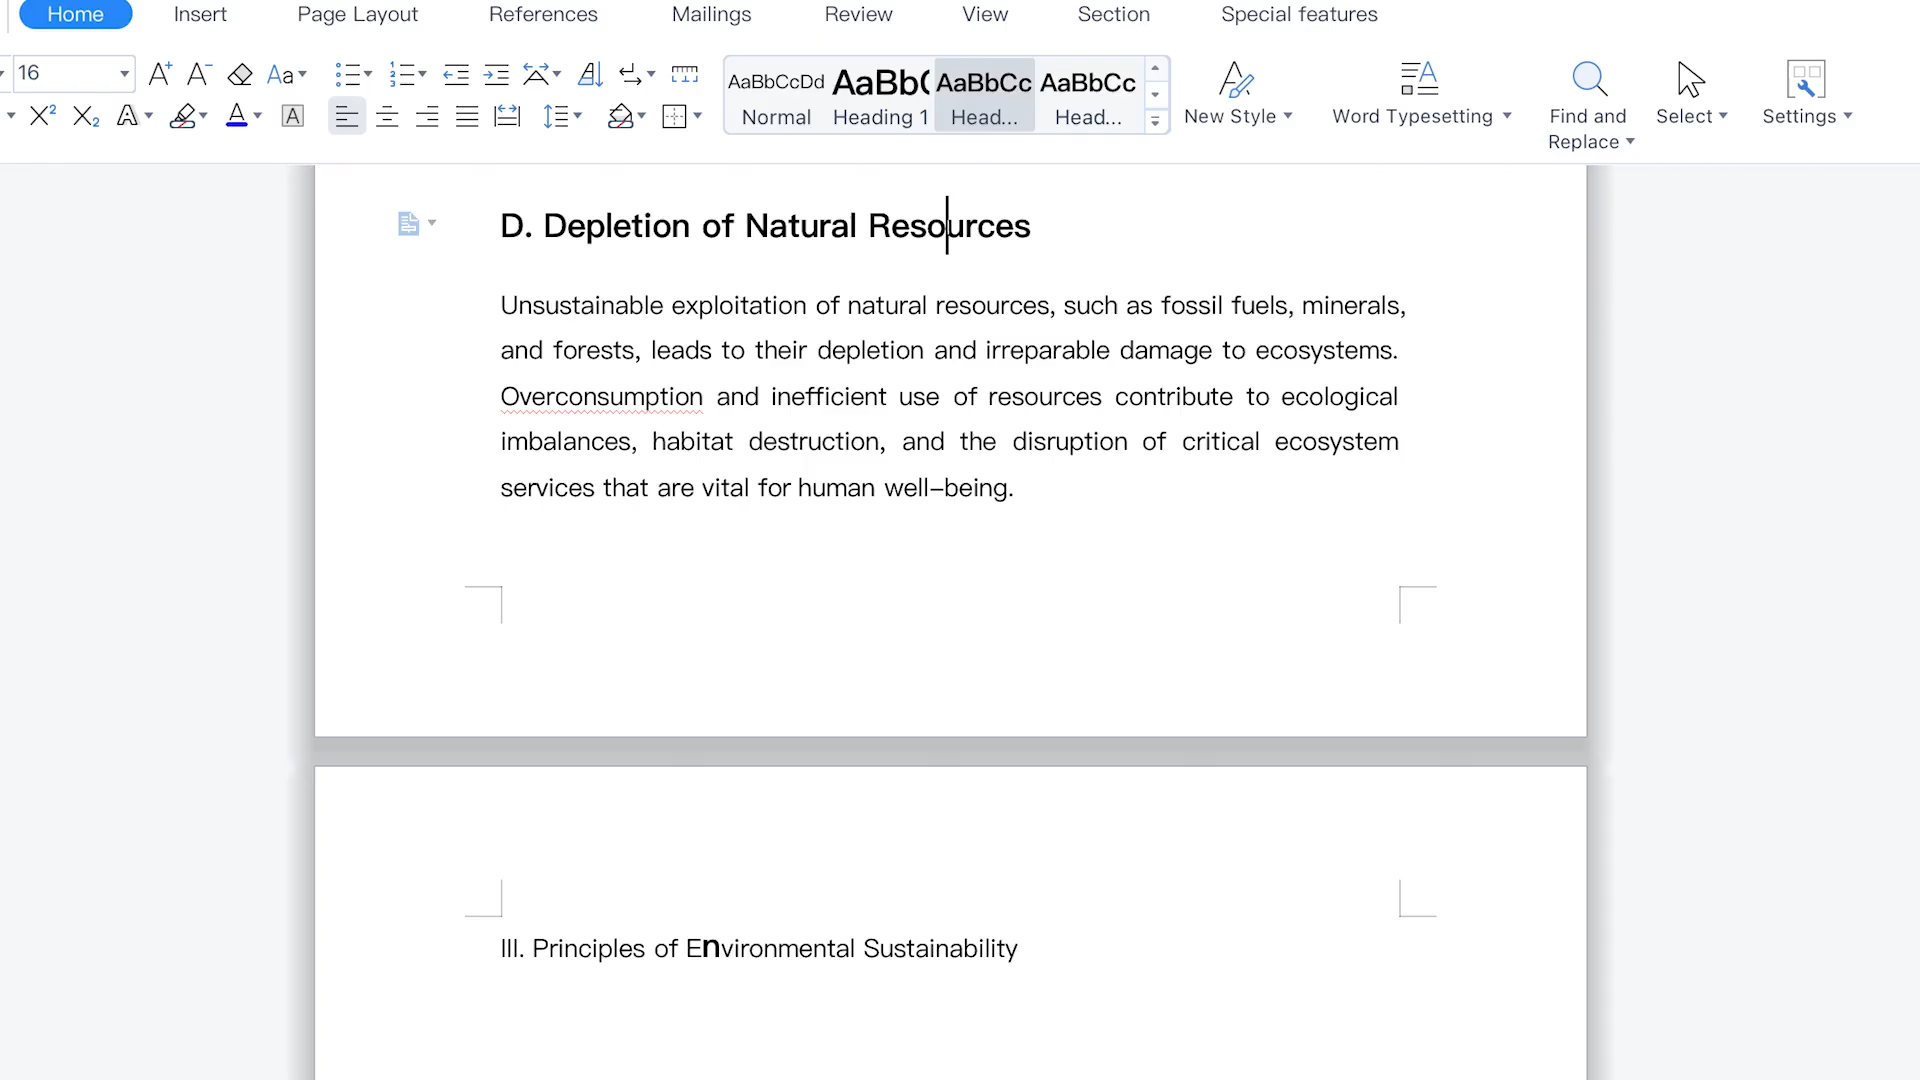 Home Insert Page Layout References Mailings Review View Section Special features
16 A+ A- Aa
X² X₂ A A A
AaBbCcDd AaBb( AaBbCc AaBbCc
Normal Heading 1 Head... Head...
New Style Word Typesetting Find and Replace Select Settings
D. Depletion of Natural Resources
Unsustainable exploitation of natural resources, such as fossil fuels, minerals,
and forests, leads to their depletion and irreparable damage to ecosystems.
Overconsumption and inefficient use of resources contribute to ecological
imbalances, habitat destruction, and the disruption of critical ecosystem
services that are vital for human well–being.
III. Principles of Environmental Sustainability